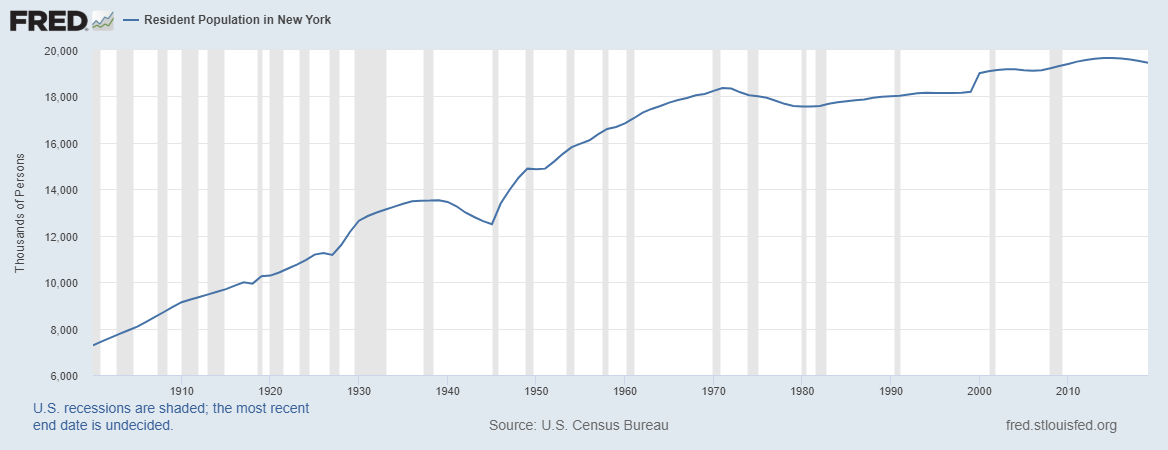 FRED
Resident Population in New York
Thousands of Persons
20,000
18,000
16,000
14,000
12,000
10,000
8,000
6,000
1910 1920 1930 1940 1950 1960 1970 1980 1990 2000 2010
U.S. recessions are shaded; the most recent
end date is undecided.
Source: U.S. Census Bureau
fred.stlouisfed.org